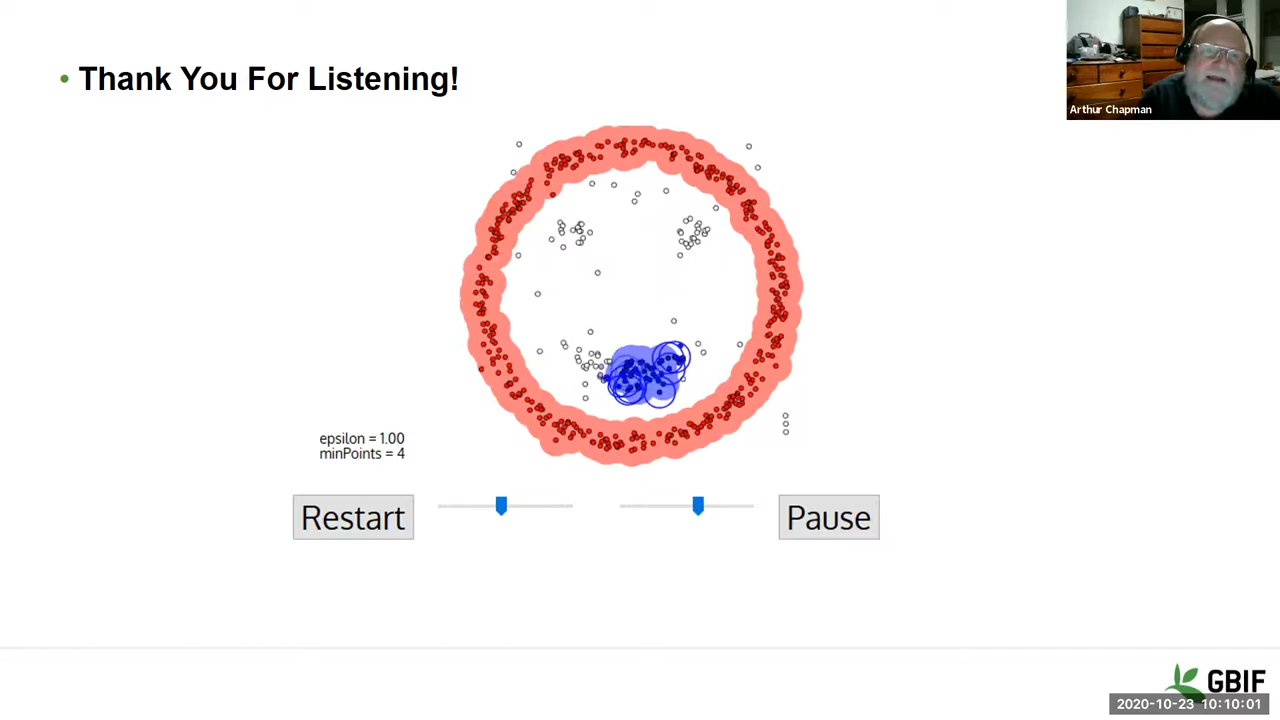 • Thank You For Listening!
Arthur Chapman
epsilon = 1.00
minPoints = 4
Restart
Pause
GBIF
2020-10-23 10:10:01